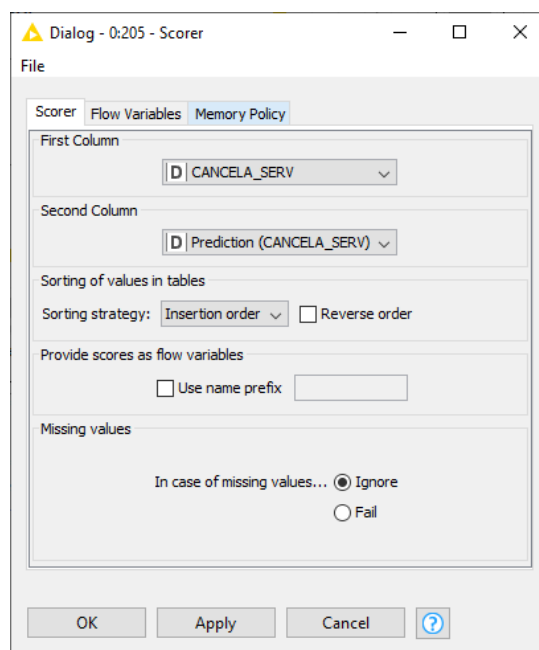 Dialog - 0:205 - Scorer
File
Scorer Flow Variables Memory Policy
First Column
D CANCELA_SERV
Second Column
D Prediction (CANCELA_SERV)
Sorting of values in tables
Sorting strategy: Insertion order Reverse order
Provide scores as flow variables
Use name prefix
Missing values
In case of missing values... Ignore
Fail
OK Apply Cancel ?